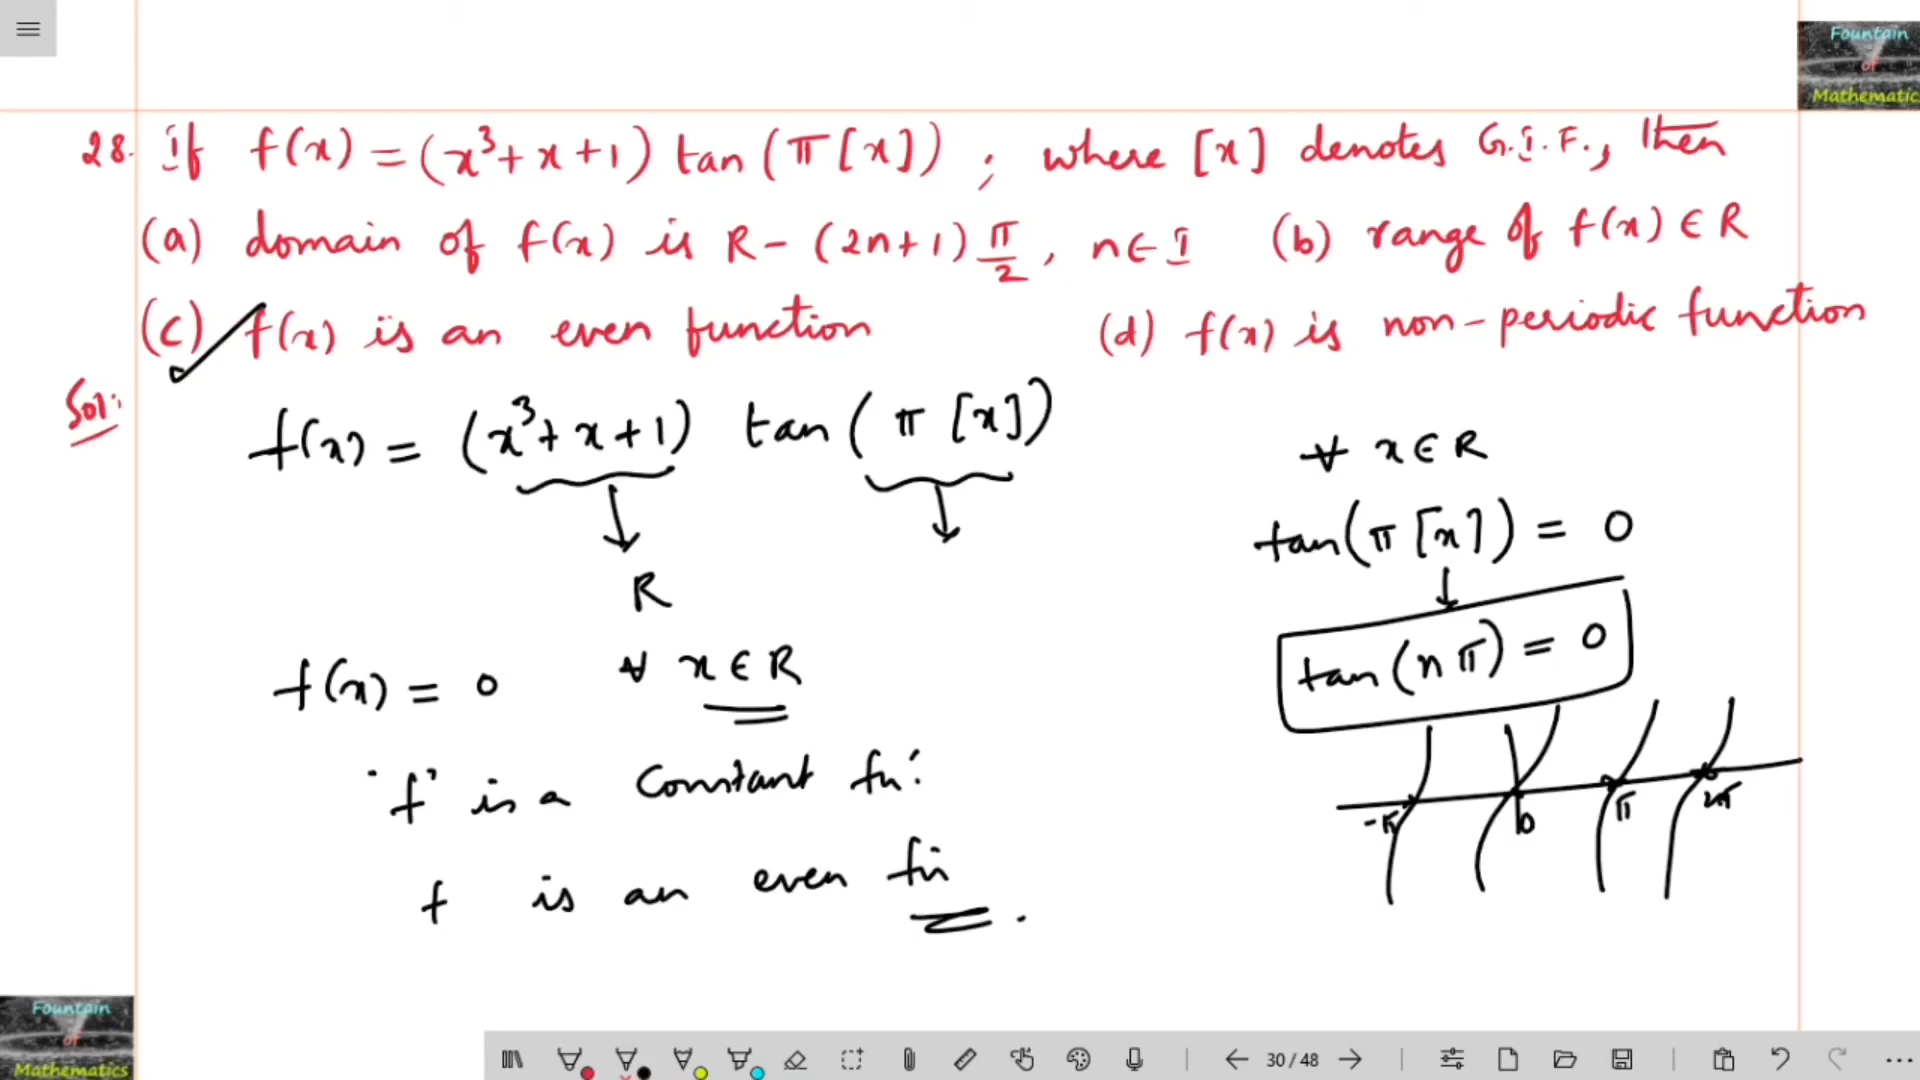 Fountain
of
Mathematic
28. If f(x) = (x³+x+1) tan(π[x]) ; where [x] denotes G.I.F., then
(a) domain of f(x) is R-(2n+1)π/2, n∈I (b) range of f(x) ∈ R
(c) f(x) is an even function (d) f(x) is non-periodic function
Sol:
f(x) = (x³+x+1) tan(π [x])
∀ x∈R
tan(π[x]) = 0
R
tan(nπ) = 0
f(x) = 0 ∀ x∈R
'f' is a constant fn:
-π 0 π 2π
f is an even fn.
Fountain
of
Mathematics
30 / 48